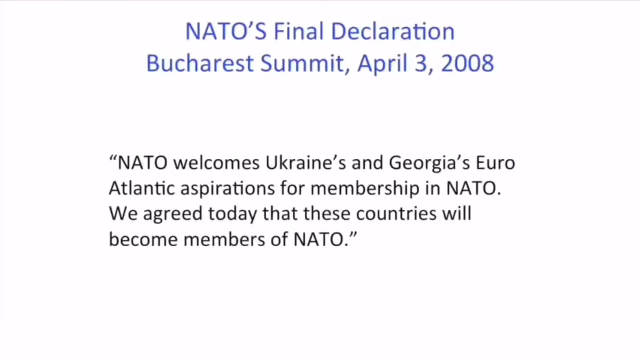 NATO'S Final Declaration
Bucharest Summit, April 3, 2008
“NATO welcomes Ukraine’s and Georgia’s Euro
Atlantic aspirations for membership in NATO.
We agreed today that these countries will
become members of NATO.”